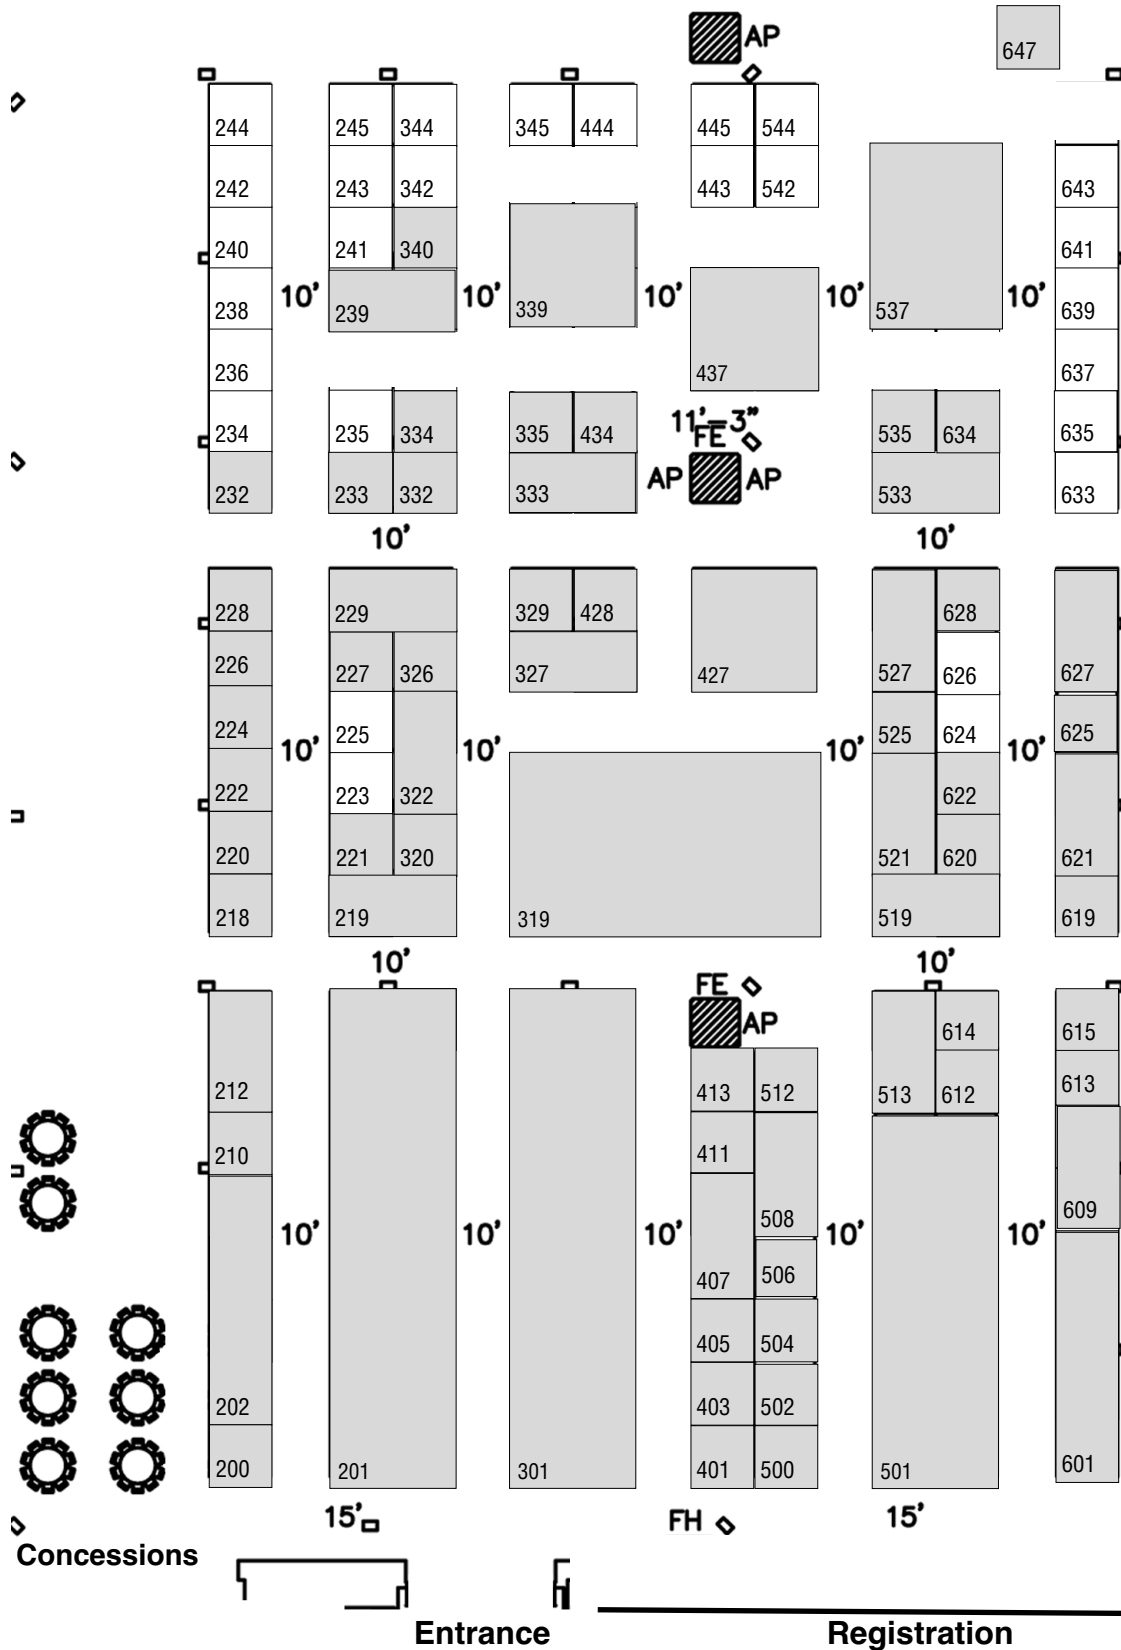 AP
647
244 245 344 345 444 445 544
242 243 342 443 542 643
240 241 340 641
10' 10' 10' 10' 10'
238 239 339 537 639
236 437 637
11'-3"
FE
234 235 334 335 434 535 634 635
AP AP
232 233 332 333 533 633
10' 10'
228 229 329 428 628
226 227 326 327 427 527 626 627
224 225 525 624 625
10' 10' 10' 10'
222 223 322 622
220 221 320 521 620 621
218 219 319 519 619
10' 10'
FE
AP
614 615
212 413 512 513 612 613
210 411
508 609
10' 10' 10' 10' 10'
407 506
405 504
202 403 502
200 201 301 401 500 501 601
15' FH 15'
Concessions
Entrance Registration